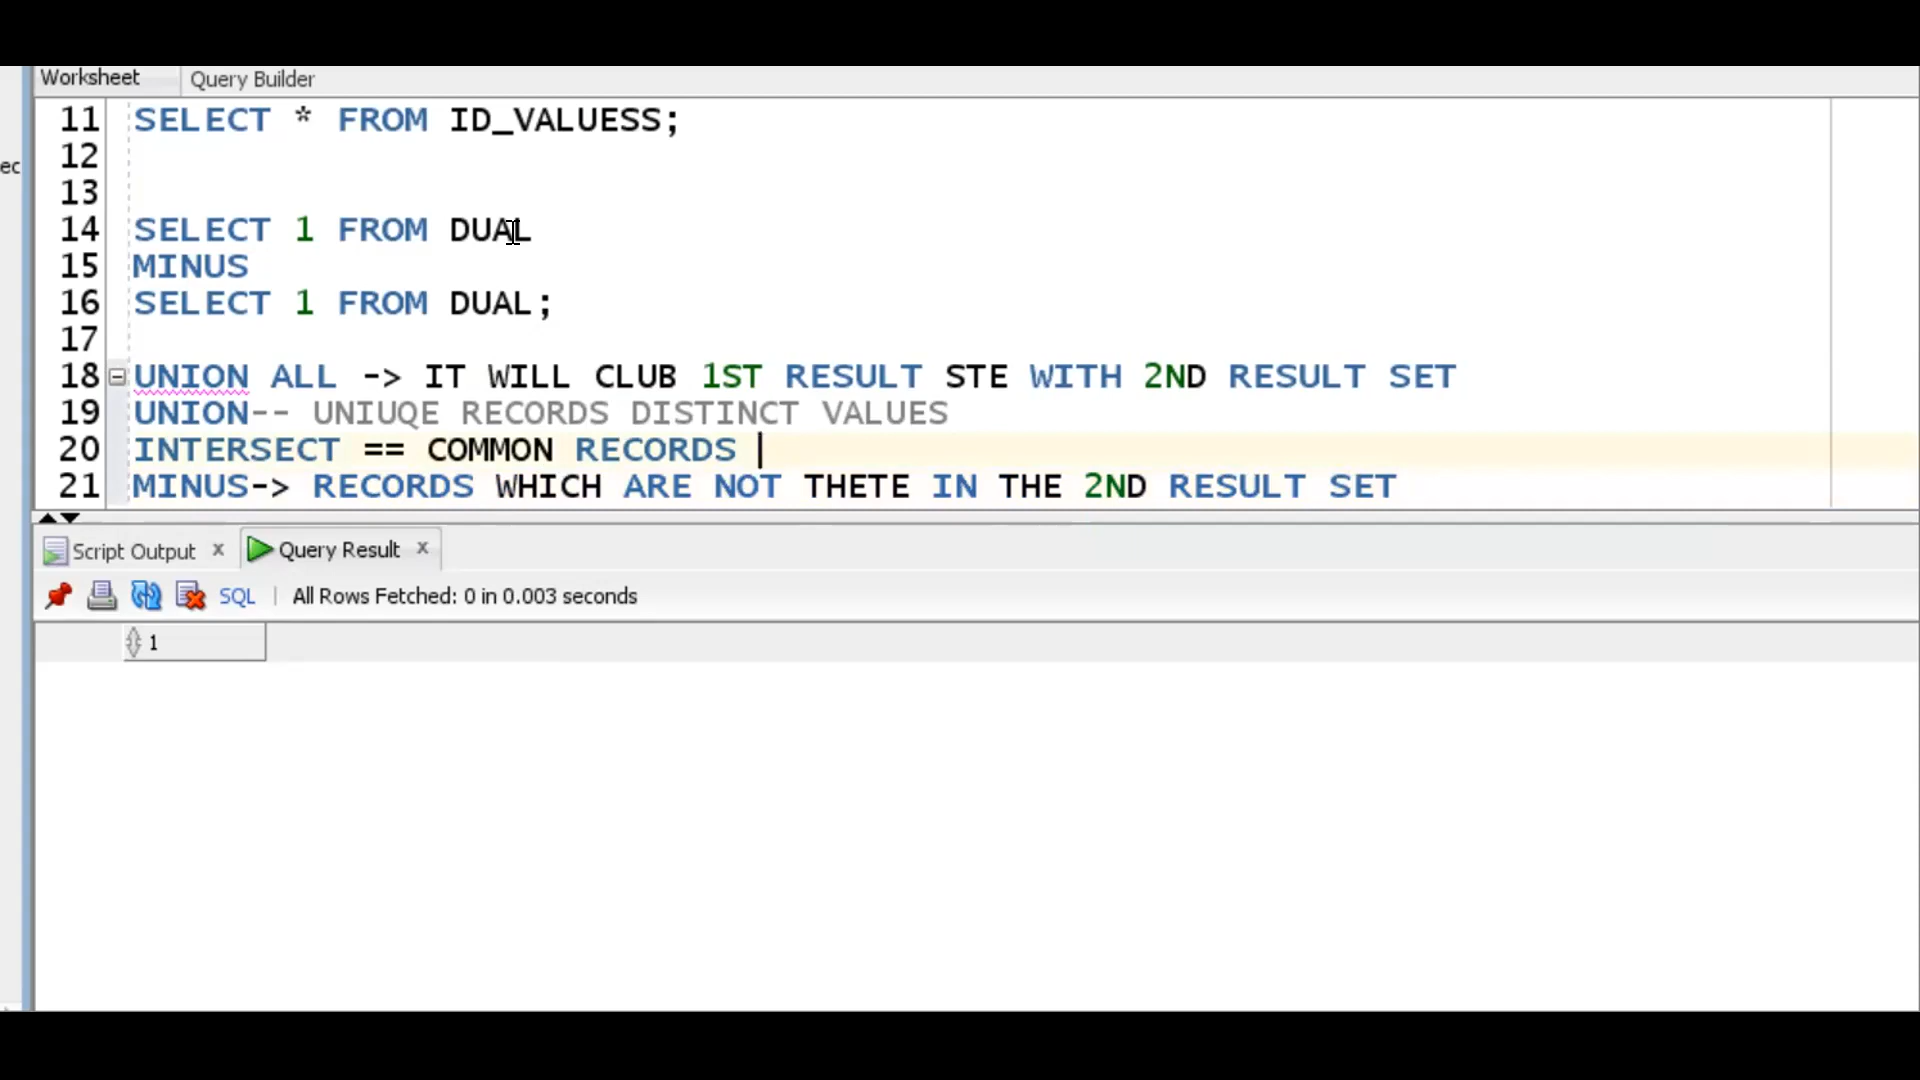 Worksheet Query Builder
11 SELECT * FROM ID_VALUESS;
12
13
14 SELECT 1 FROM DUAL
15 MINUS
16 SELECT 1 FROM DUAL;
17
18 UNION ALL -> IT WILL CLUB 1ST RESULT STE WITH 2ND RESULT SET
19 UNION-- UNIUQE RECORDS DISTINCT VALUES
20 INTERSECT == COMMON RECORDS
21 MINUS-> RECORDS WHICH ARE NOT THETE IN THE 2ND RESULT SET
ec
Script Output x Query Result x
SQL | All Rows Fetched: 0 in 0.003 seconds
1